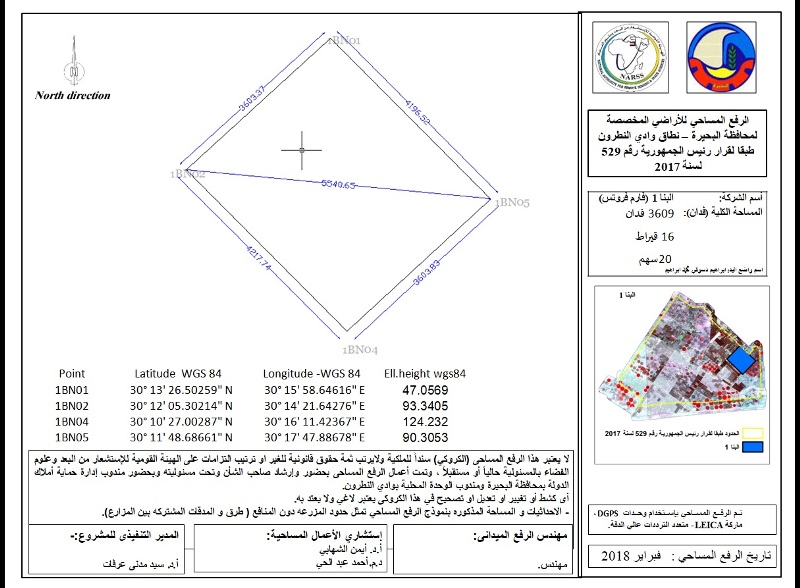 North direction
1BN01
3603.37
4196.52
1BN02
5540.65
1BN05
4217.74
3603.83
1BN04
Point Latitude WGS 84 Longitude -WGS 84 Ell.height wgs84
1BN01 30° 13' 26.50259" N 30° 15' 58.64616" E 47.0569
1BN02 30° 12' 05.30214" N 30° 14' 21.64276" E 93.3405
1BN04 30° 10' 27.00287" N 30° 16' 11.42367" E 124.232
1BN05 30° 11' 48.68661" N 30° 17' 47.88678" E 90.3053
NARSS
الرفع المساحي للأراضي المخصصة
لمحافظة البحيرة – نطاق وادي النطرون
طبقا لقرار رئيس الجمهورية رقم 529
لسنة 2017
اسم الشركة: البنا 1 (فارم فروتس)
المساحة الكلية (فدان): 3609 فدان
16 قيراط
20 سهم
اسم واضع اليد: ابراهيم دسوقي ابراهيم
البنا 1
الحدود طبقا لقرار رئيس الجمهورية رقم 529 لسنة 2017
البنا 1
لا يعتبر هذا الرفع المساحي (الكروكي) سنداً للملكية ولايرتب ثمة حقوق قانونية للغير او ترتيب التزامات على الهيئة القومية للإستشعار من البعد وعلوم
الفضاء بالمسئولية حالياً أو مستقبلاً ، وتمت أعمال الرفع المساحي بحضور وإرشاد صاحب الشأن وتحت مسئوليته وبحضور مندوب إدارة حماية أملاك
الدولة بمحافظة البحيرة ومندوب الوحدة المحلية بوادي النطرون.
أى كشط أو تغيير او تعديل او تصحيح في هذا الكروكى يعتبر لاغي ولا يعتد به.
- الاحداثيات و المساحة المذكوره بنموذج الرفع المساحي تمثل حدود المزرعه دون المنافع ( طرق و المدقات المشتركه بين المزارع).
تم الرفع المساحي بإستخدام وحدات DGPS-
ماركة LEICA- متعدد الترددات عالي الدقة.
مهندس الرفع الميدانى:
مهندس.
إستشاري الأعمال المساحية:
أ.د. أيمن الشهابي
د.م.أحمد عبد الحي
المدير التنفيذى للمشروع:-
أ.د. سيد مدنى عرفات
تاريخ الرفع المساحي : فبراير 2018